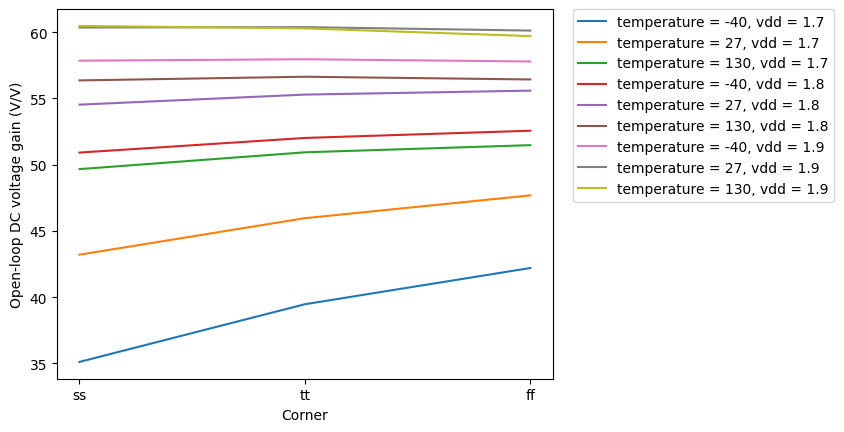 Open-loop DC voltage gain (V/V)
60
55
50
45
40
35
ss tt ff
Corner
temperature = -40, vdd = 1.7
temperature = 27, vdd = 1.7
temperature = 130, vdd = 1.7
temperature = -40, vdd = 1.8
temperature = 27, vdd = 1.8
temperature = 130, vdd = 1.8
temperature = -40, vdd = 1.9
temperature = 27, vdd = 1.9
temperature = 130, vdd = 1.9